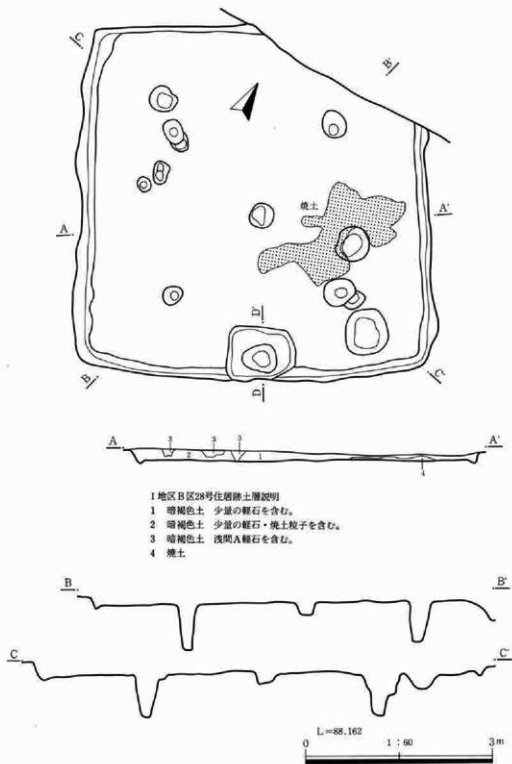 C
B'
焼土
A
A'
D'
B
D
C'
A
A'
3
3
3
2
1
4
I地区B区28号住居跡土層説明
1 暗褐色土 少量の軽石を含む。
2 暗褐色土 少量の軽石・焼土粒子を含む。
3 暗褐色土 浅間A軽石を含む。
4 焼土
B
B'
C
C'
L=88.162
0
1:60
3m